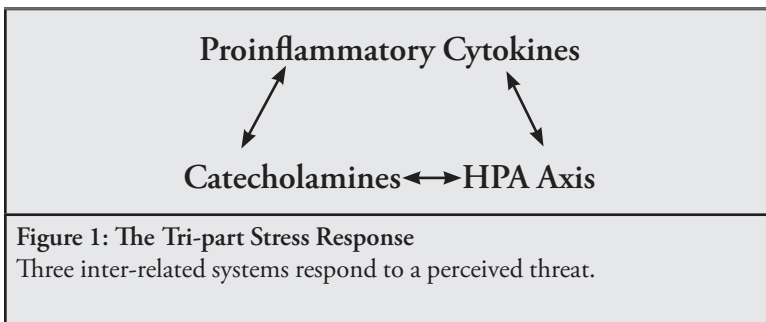 Proinflammatory Cytokines
Catecholamines HPA Axis
Figure 1: The Tri-part Stress Response
Three inter-related systems respond to a perceived threat.